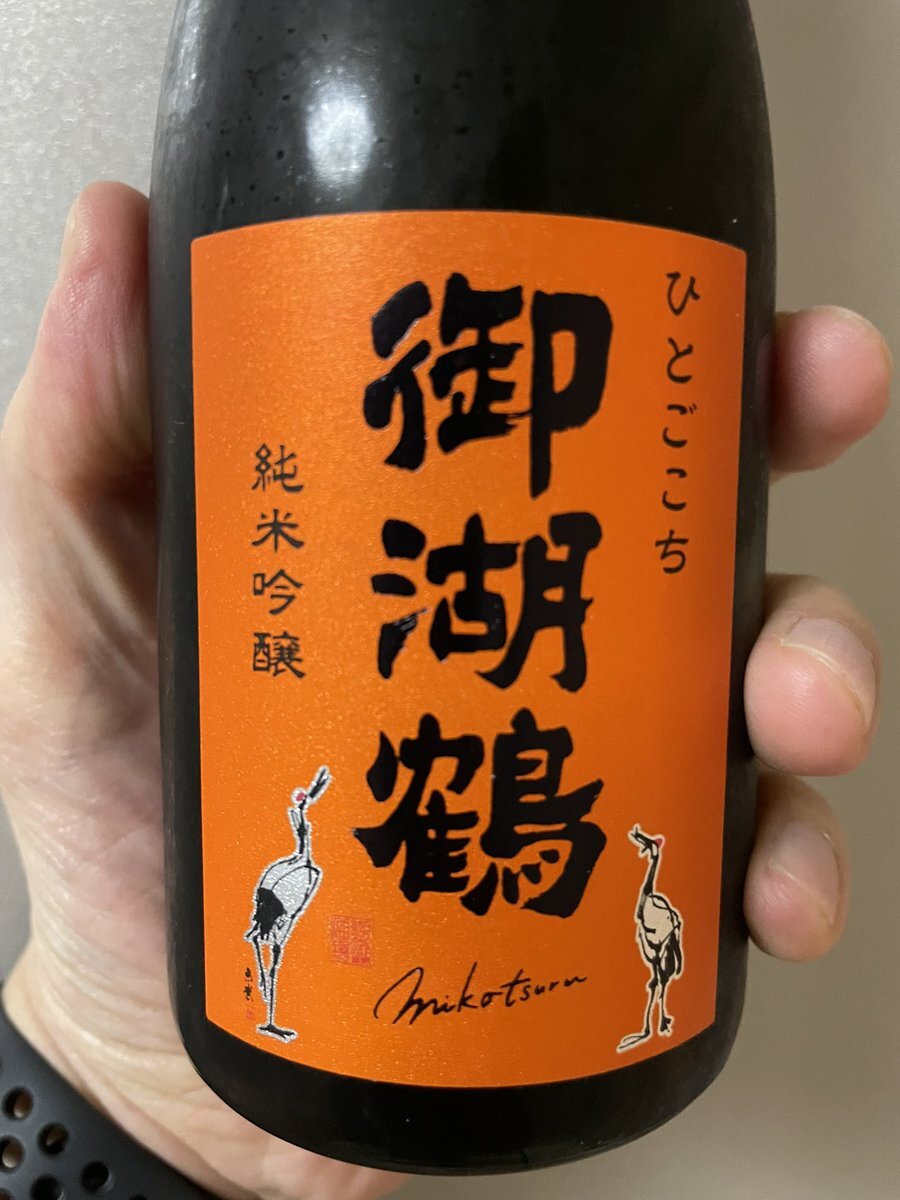 ひとごこち
御湖鶴
純米吟醸
mikotsuru